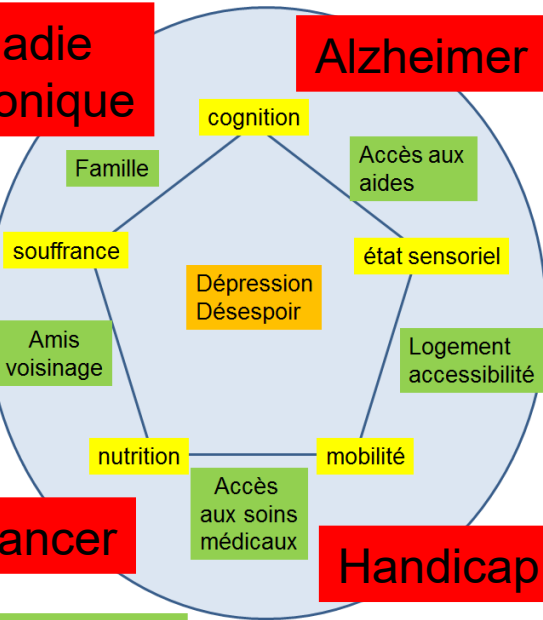 adie
onique
Alzheimer
cognition
Famille
Accès aux
aides
souffrance
état sensoriel
Dépression
Désespoir
Amis
voisinage
Logement
accessibilité
nutrition
mobilité
Accès
aux soins
médicaux
ancer
Handicap